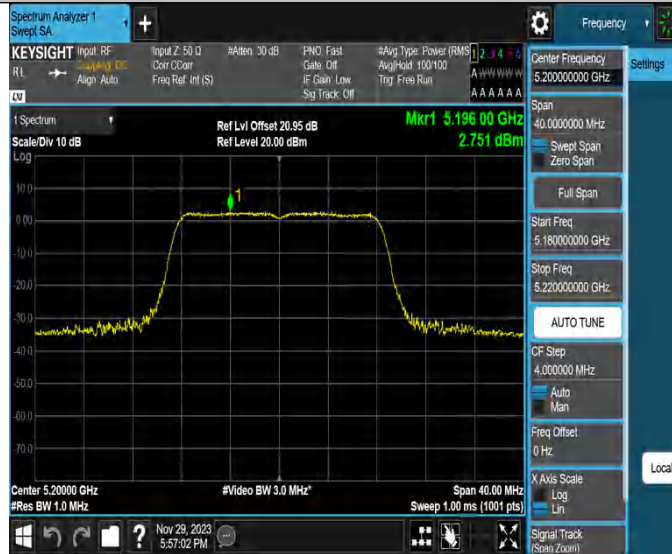 Spectrum Analyzer 1
Swept SA
+
Frequency
KEYSIGHT
Input: RF
Coupling: DC
Align: Auto
Input Z: 50 Ω
Corr CCorr
Freq Ref: Int (S)
#Atten: 30 dB
PNO: Fast
Gate: Off
IF Gain: Low
Sig Track: Off
#Avg Type: Power (RMS
Avg|Hold: 100/100
Trig: Free Run
1 2 3 4 5 6
A W W W W W
A A A A A A
RL
LXI
1 Spectrum
Scale/Div 10 dB
Log
Ref Lvl Offset 20.95 dB
Ref Level 20.00 dBm
Mkr1 5.196 00 GHz
2.751 dBm
1
10.0
0.00
-10.0
-20.0
-30.0
-40.0
-50.0
-60.0
-70.0
Center 5.20000 GHz
#Res BW 1.0 MHz
#Video BW 3.0 MHz*
Span 40.00 MHz
Sweep 1.00 ms (1001 pts)
?
Nov 29, 2023
5:57:02 PM
Center Frequency
5.200000000 GHz
Span
40.0000000 MHz
Swept Span
Zero Span
Full Span
Start Freq
5.180000000 GHz
Stop Freq
5.220000000 GHz
AUTO TUNE
CF Step
4.000000 MHz
Auto
Man
Freq Offset
0 Hz
X Axis Scale
Log
Lin
Signal Track
(Span Zoom)
Settings
Local